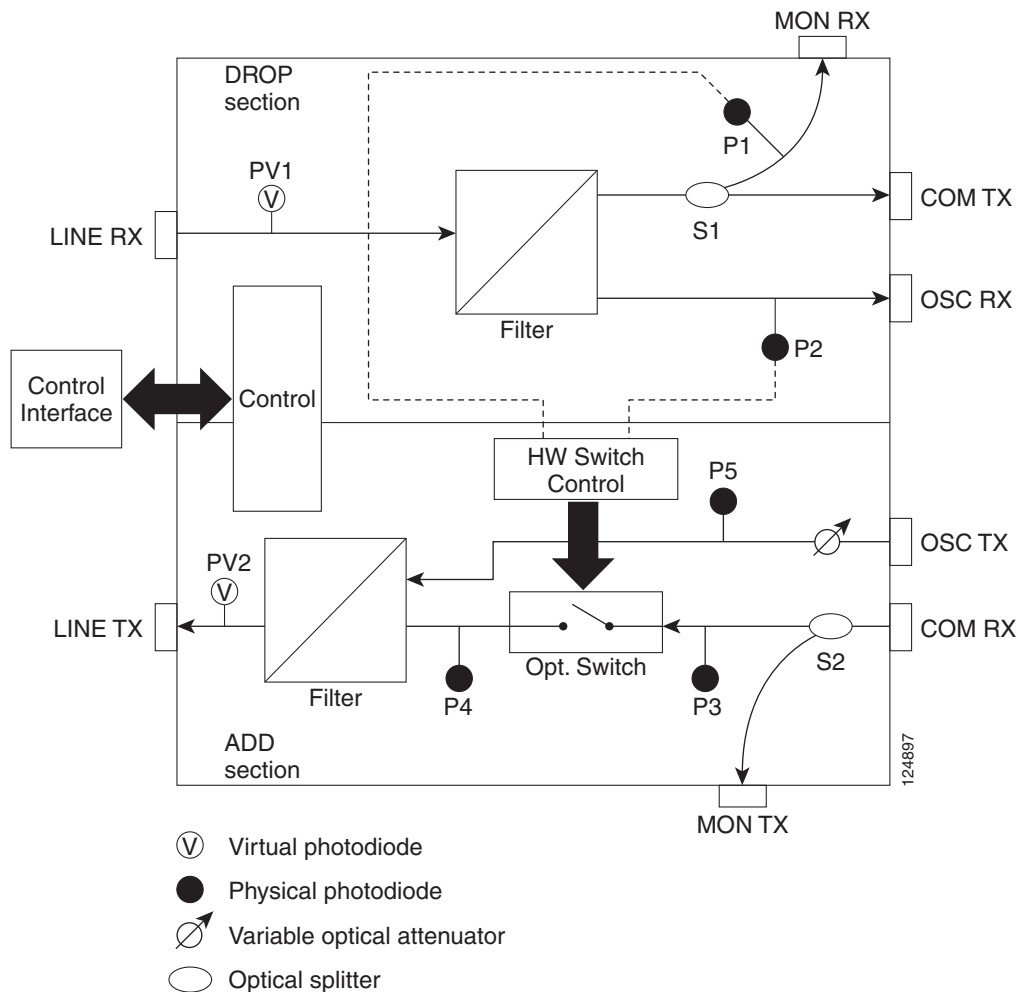 MON RX
DROP
section
P1
PV1
V
COM TX
S1
LINE RX
OSC RX
Filter
P2
Control
Interface
Control
HW Switch
Control
P5
OSC TX
PV2
V
LINE TX
COM RX
S2
Opt. Switch
Filter
P4
P3
ADD
section
124897
MON TX
V Virtual photodiode
Physical photodiode
Variable optical attenuator
Optical splitter